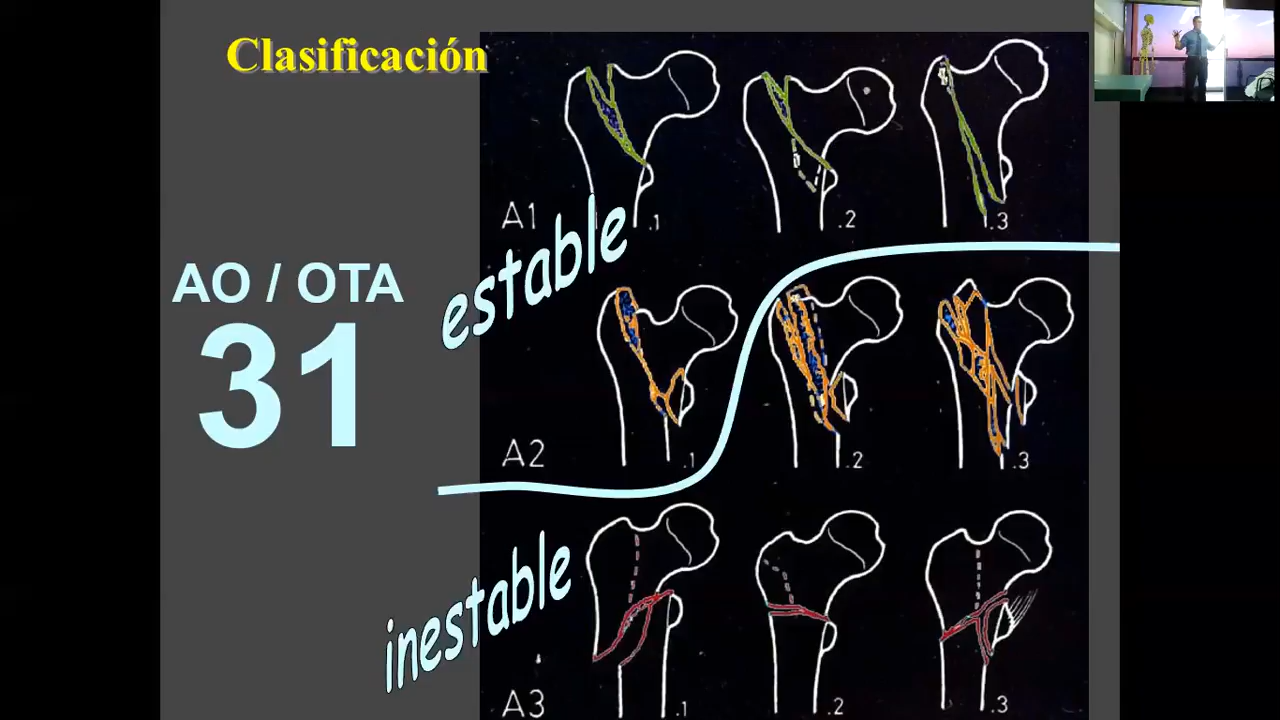 Clasificación
AO / OTA
31
estable
inestable
A1 .1 .2 .3
A2 .1 .2 .3
A3 .1 .2 .3